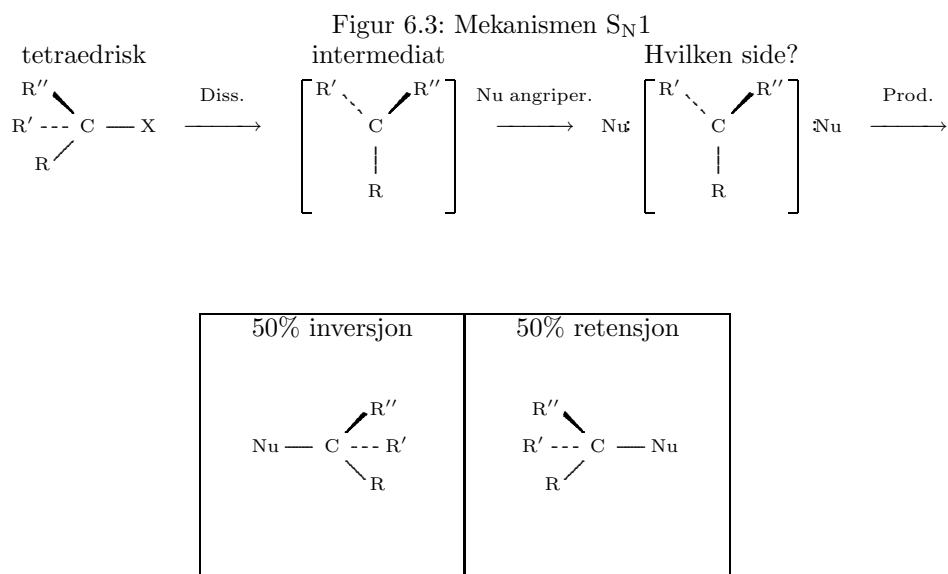 Figur 6.3: Mekanismen S_N1
tetraedrisk intermediat Hvilken side?
R′′ R′ R′′ R′ R′′
Diss. Nu angriper. Prod.
R′ C X C Nu: C :Nu
R
R R
50% inversjon 50% retensjon
R′′ R′′
Nu C R′ R′ C Nu
R R